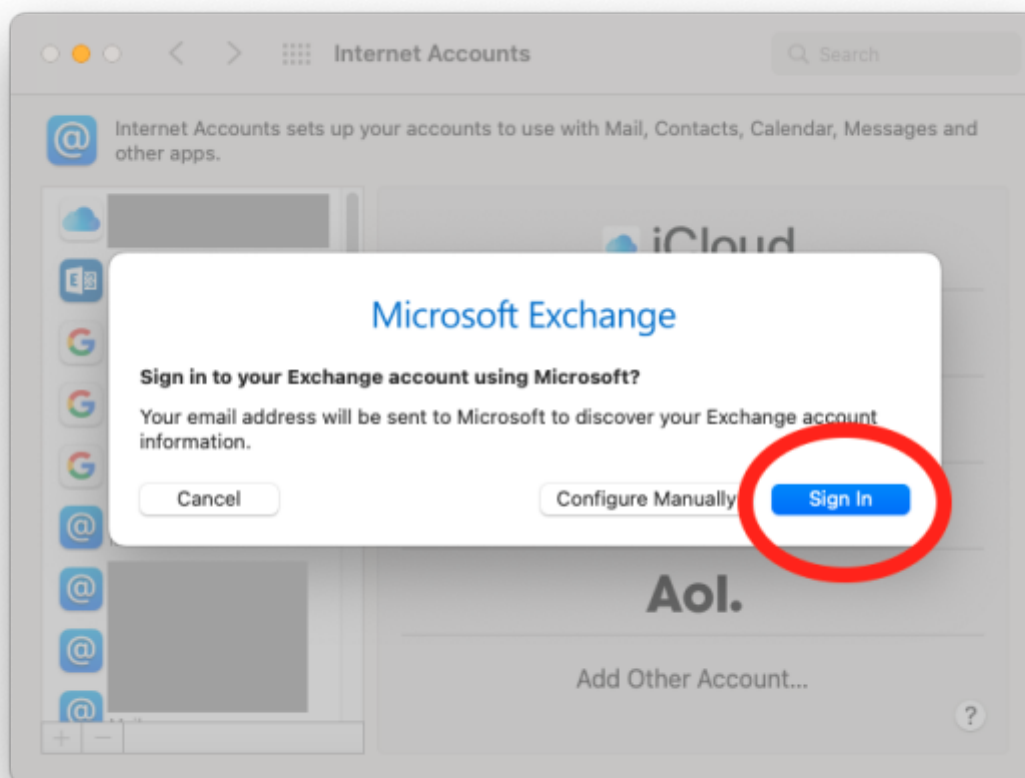 Internet Accounts
Search
Internet Accounts sets up your accounts to use with Mail, Contacts, Calendar, Messages and
other apps.
iCloud
Microsoft Exchange
Sign in to your Exchange account using Microsoft?
Your email address will be sent to Microsoft to discover your Exchange account
information.
Cancel
Configure Manually
Sign In
Aol.
Add Other Account...
?